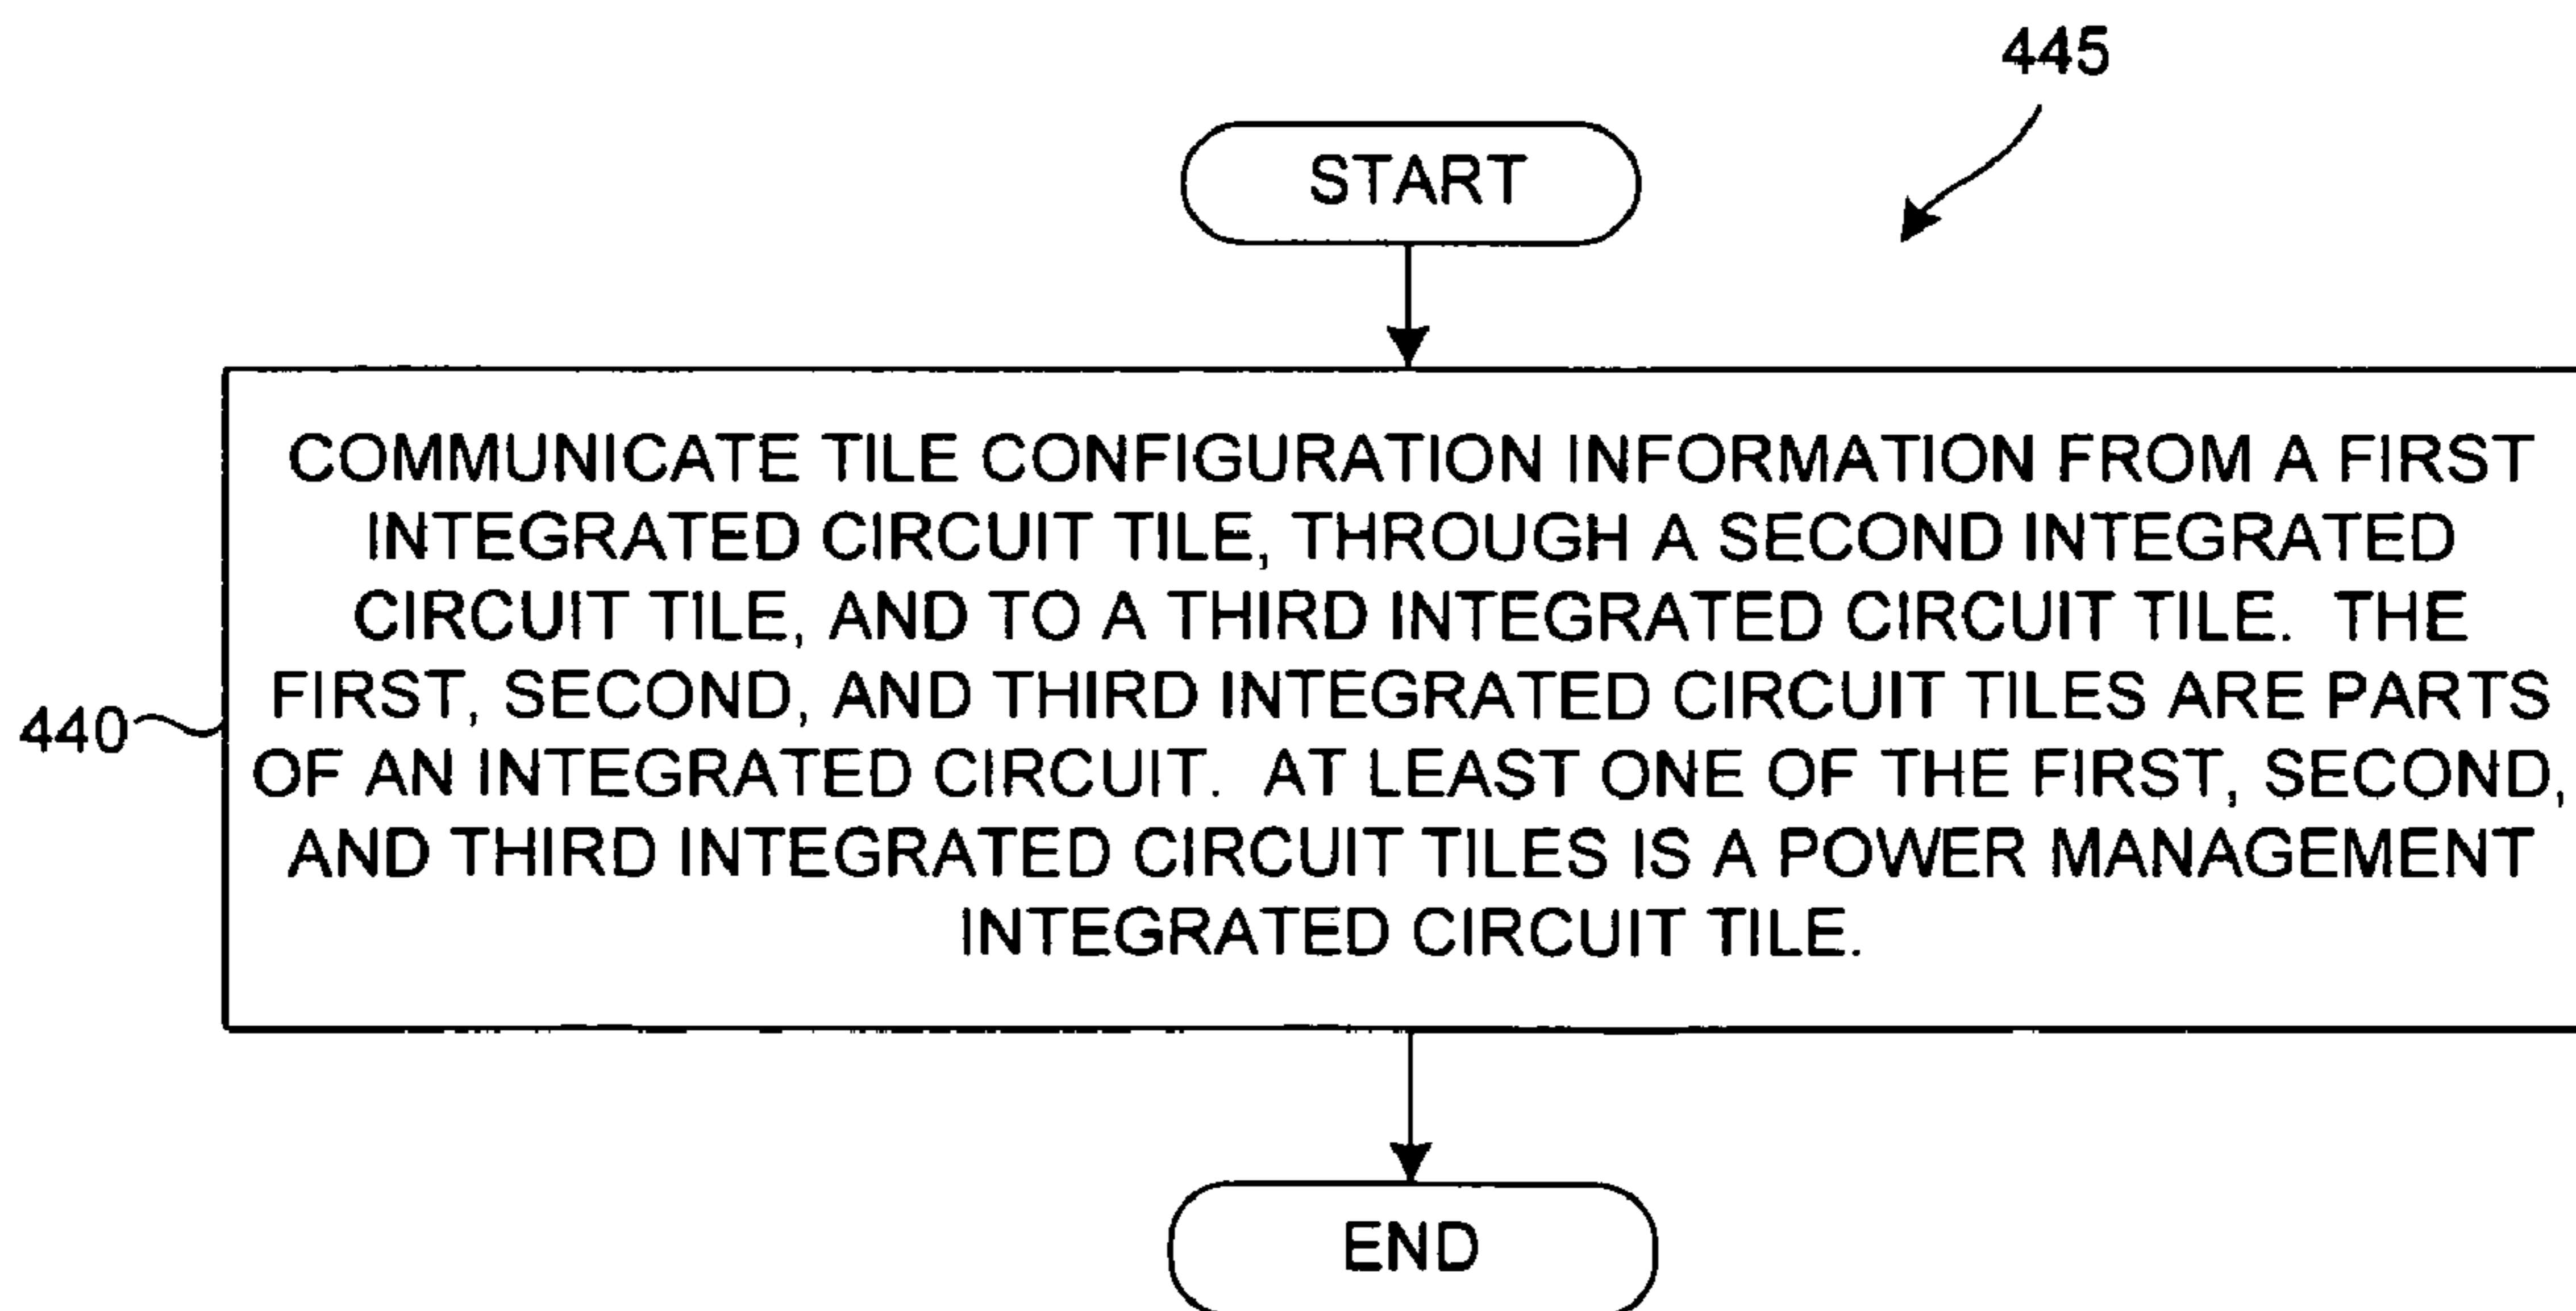 445
START
COMMUNICATE TILE CONFIGURATION INFORMATION FROM A FIRST
INTEGRATED CIRCUIT TILE, THROUGH A SECOND INTEGRATED
CIRCUIT TILE, AND TO A THIRD INTEGRATED CIRCUIT TILE. THE
FIRST, SECOND, AND THIRD INTEGRATED CIRCUIT TILES ARE PARTS
OF AN INTEGRATED CIRCUIT. AT LEAST ONE OF THE FIRST, SECOND,
AND THIRD INTEGRATED CIRCUIT TILES IS A POWER MANAGEMENT
INTEGRATED CIRCUIT TILE.
440
END